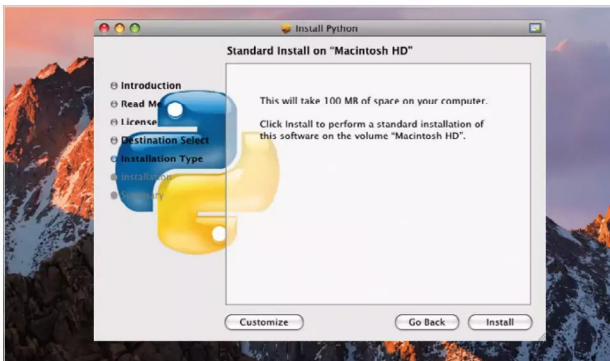 Install Python
Standard Install on "Macintosh HD"
Introduction
Read Me
License
Destination Select
Installation Type
Installation
Summary
This will take 100 MB of space on your computer.
Click Install to perform a standard installation of
this software on the volume "Macintosh HD".
Customize
Go Back
Install